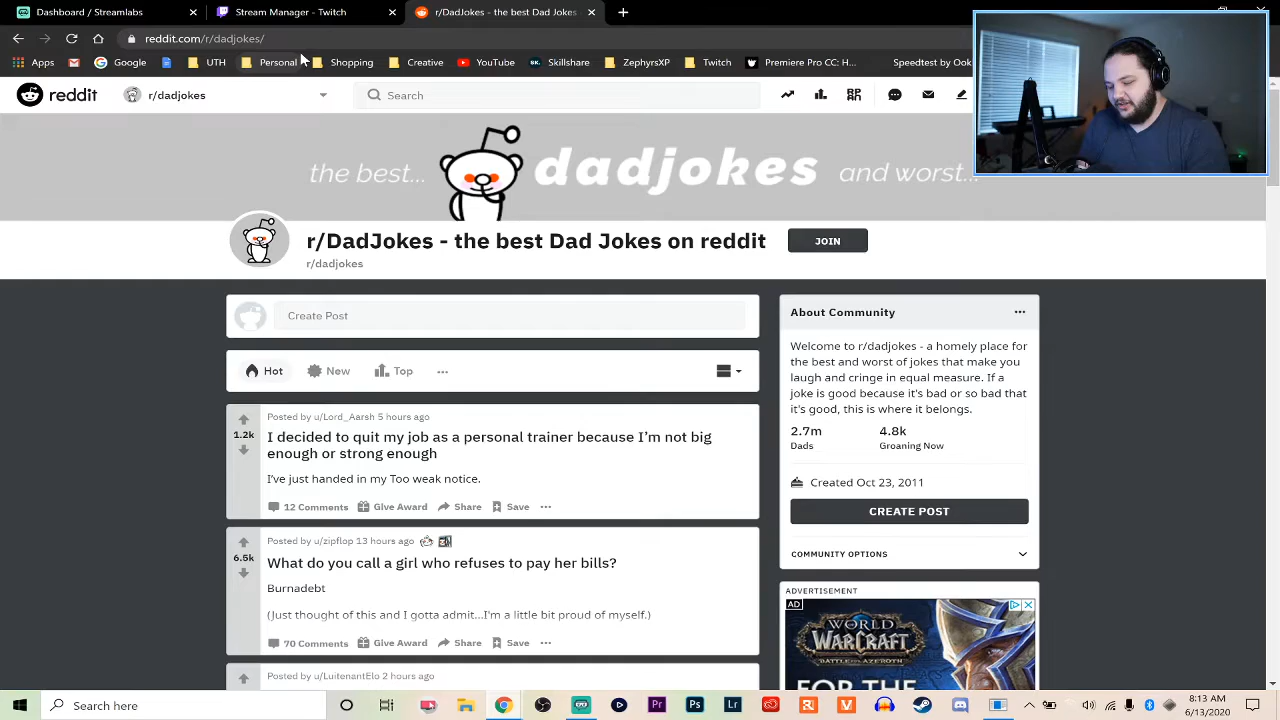 Dashboard / Streamlabs
Stream Manager - Twitch
r/DadJokes - the best Dad Jokes
reddit.com/r/dadjokes/
Apps
Google
Creative
YouTube
ZephyrXP
Twitch
Premiere Pro CC: H...
reddit
r/dadjokes
Search
the best...
dadjokes
and worst...
r/DadJokes - the best Dad Jokes on reddit
JOIN
r/dadjokes
Create Post
Hot
New
Top
Posted by u/Lord_Aarsh 5 hours ago
1.2k
I decided to quit my job as a personal trainer because I’m not big
enough or strong enough
I’ve just handed in my Too weak notice.
12 Comments Give Award Share Save
Posted by u/zipflop 13 hours ago
6.5k
What do you call a girl who refuses to pay her bills?
Burnadebt
(Just thought of this and I gotta admit...I'm a little bit proud of myself.)
70 Comments Give Award Share Save
Posted by u/LuitenantElo 2 hours ago
About Community
Welcome to r/dadjokes - a homely place for
the best and worst of jokes that make you
laugh and cringe in equal measure. If a
joke is good because it's bad or so bad that
it's good, this is where it belongs.
2.7m 4.8k
Dads Groaning Now
Created Oct 23, 2011
CREATE POST
COMMUNITY OPTIONS
ADVERTISEMENT
AD
WORLD
OF
WARCRAFT
BATTLE FOR AZEROTH
FOR THE
Search here
Pr
Ps
Lr
8:13 AM
6/13/2020